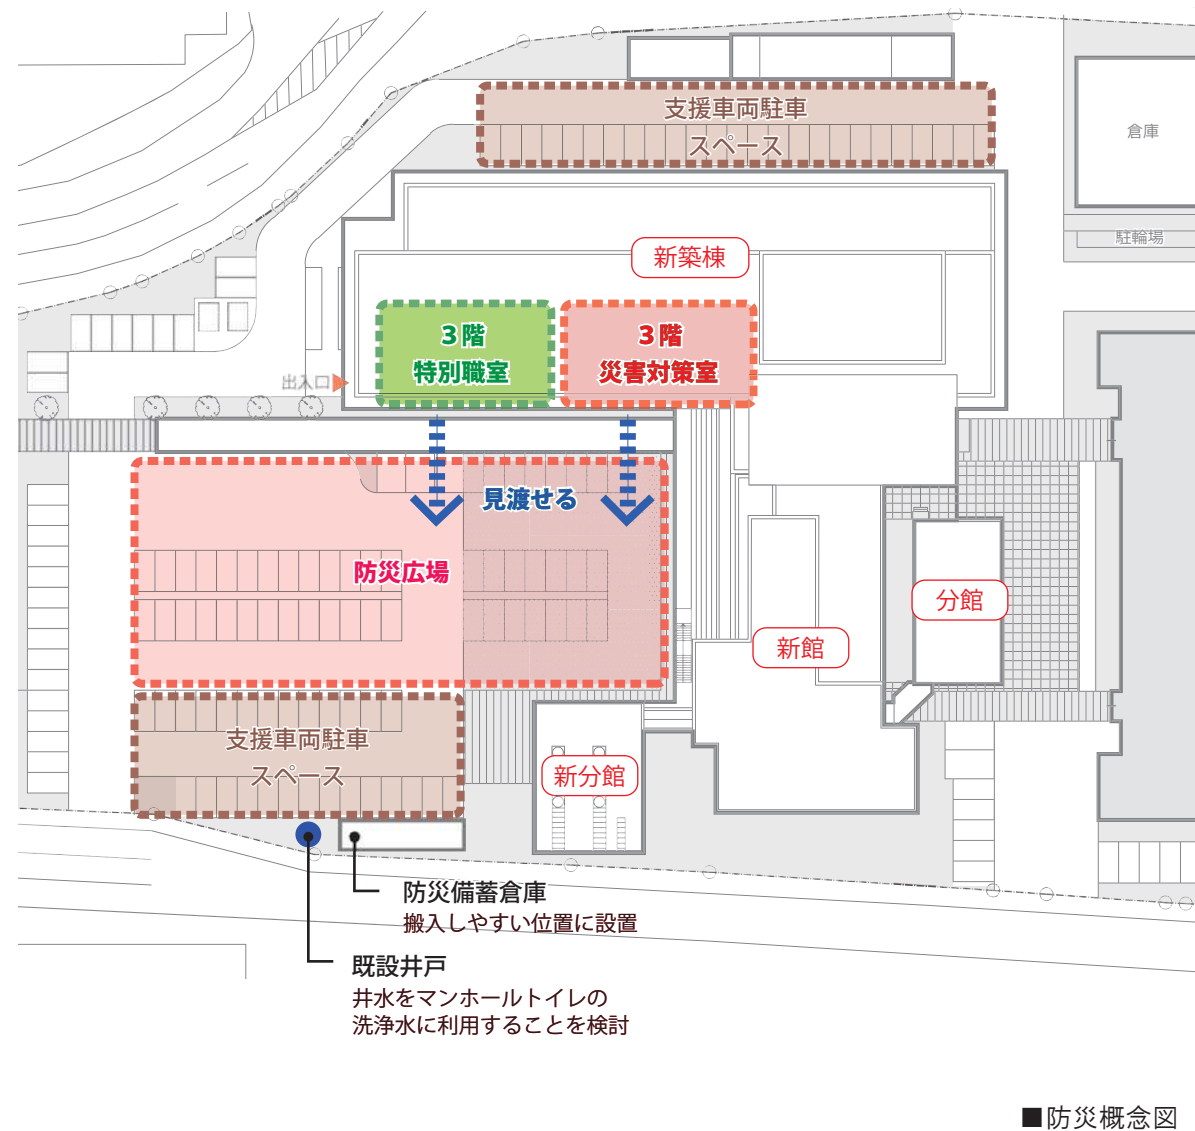 支援車両駐車
スペース
倉庫
駐輪場
新築棟
3階
特別職室
3階
災害対策室
出入口
見渡せる
防災広場
分館
新館
支援車両駐車
スペース
新分館
防災備蓄倉庫
搬入しやすい位置に設置
既設井戸
井水をマンホールトイレの
洗浄水に利用することを検討
■防災概念図